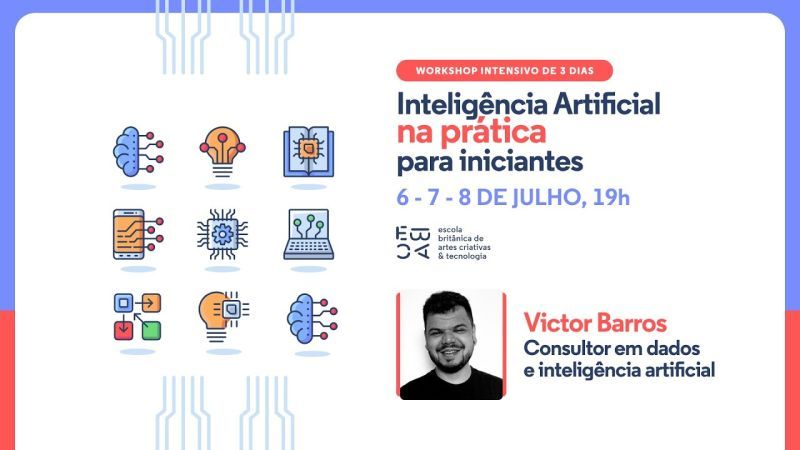 WORKSHOP INTENSIVO DE 3 DIAS
Inteligência Artificial
na prática
para iniciantes
6 - 7 - 8 DE JULHO, 19h
EBAC
escola
britânica de
artes criativas
& tecnologia
Victor Barros
Consultor em dados
e inteligência artificial